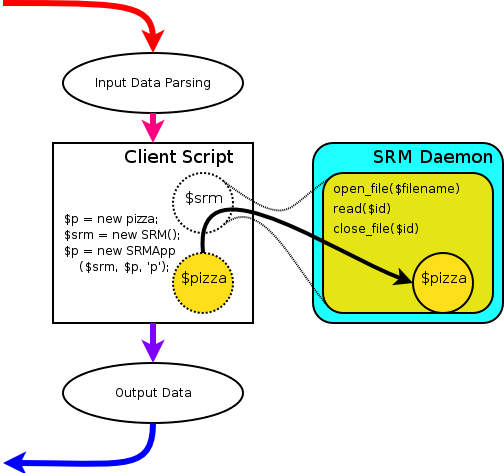 Input Data Parsing
Client Script
$srm
$p = new pizza;
$srm = new SRM();
$p = new SRMApp
($srm, $p, 'p');
$pizza
SRM Daemon
open_file($filename)
read($id)
close_file($id)
$pizza
Output Data